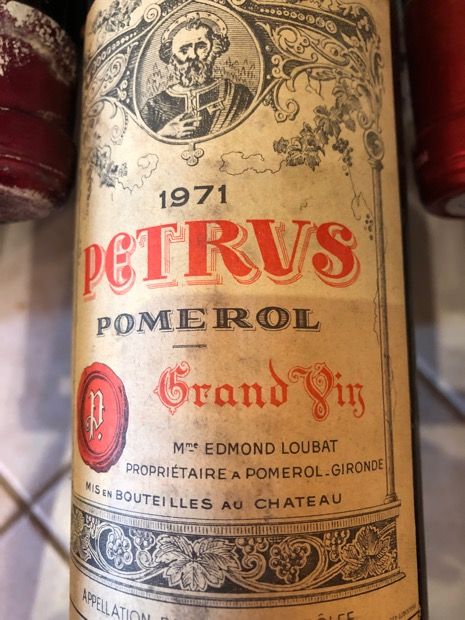 1971
PETRVS
POMEROL
Grand Vin
P.
Mme EDMOND LOUBAT
PROPRIÉTAIRE A POMEROL-GIRONDE
MIS EN BOUTEILLES AU CHATEAU
APPELLATION